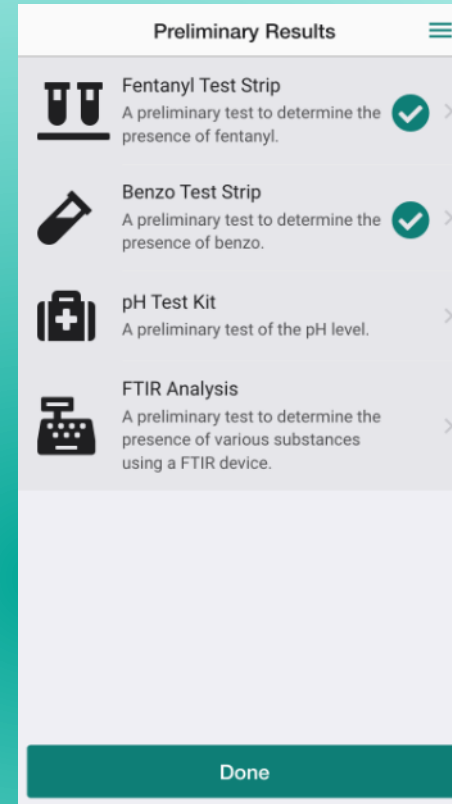 Preliminary Results
Fentanyl Test Strip
A preliminary test to determine the
presence of fentanyl.
Benzo Test Strip
A preliminary test to determine the
presence of benzo.
pH Test Kit
A preliminary test of the pH level.
FTIR Analysis
A preliminary test to determine the
presence of various substances
using a FTIR device.
Done